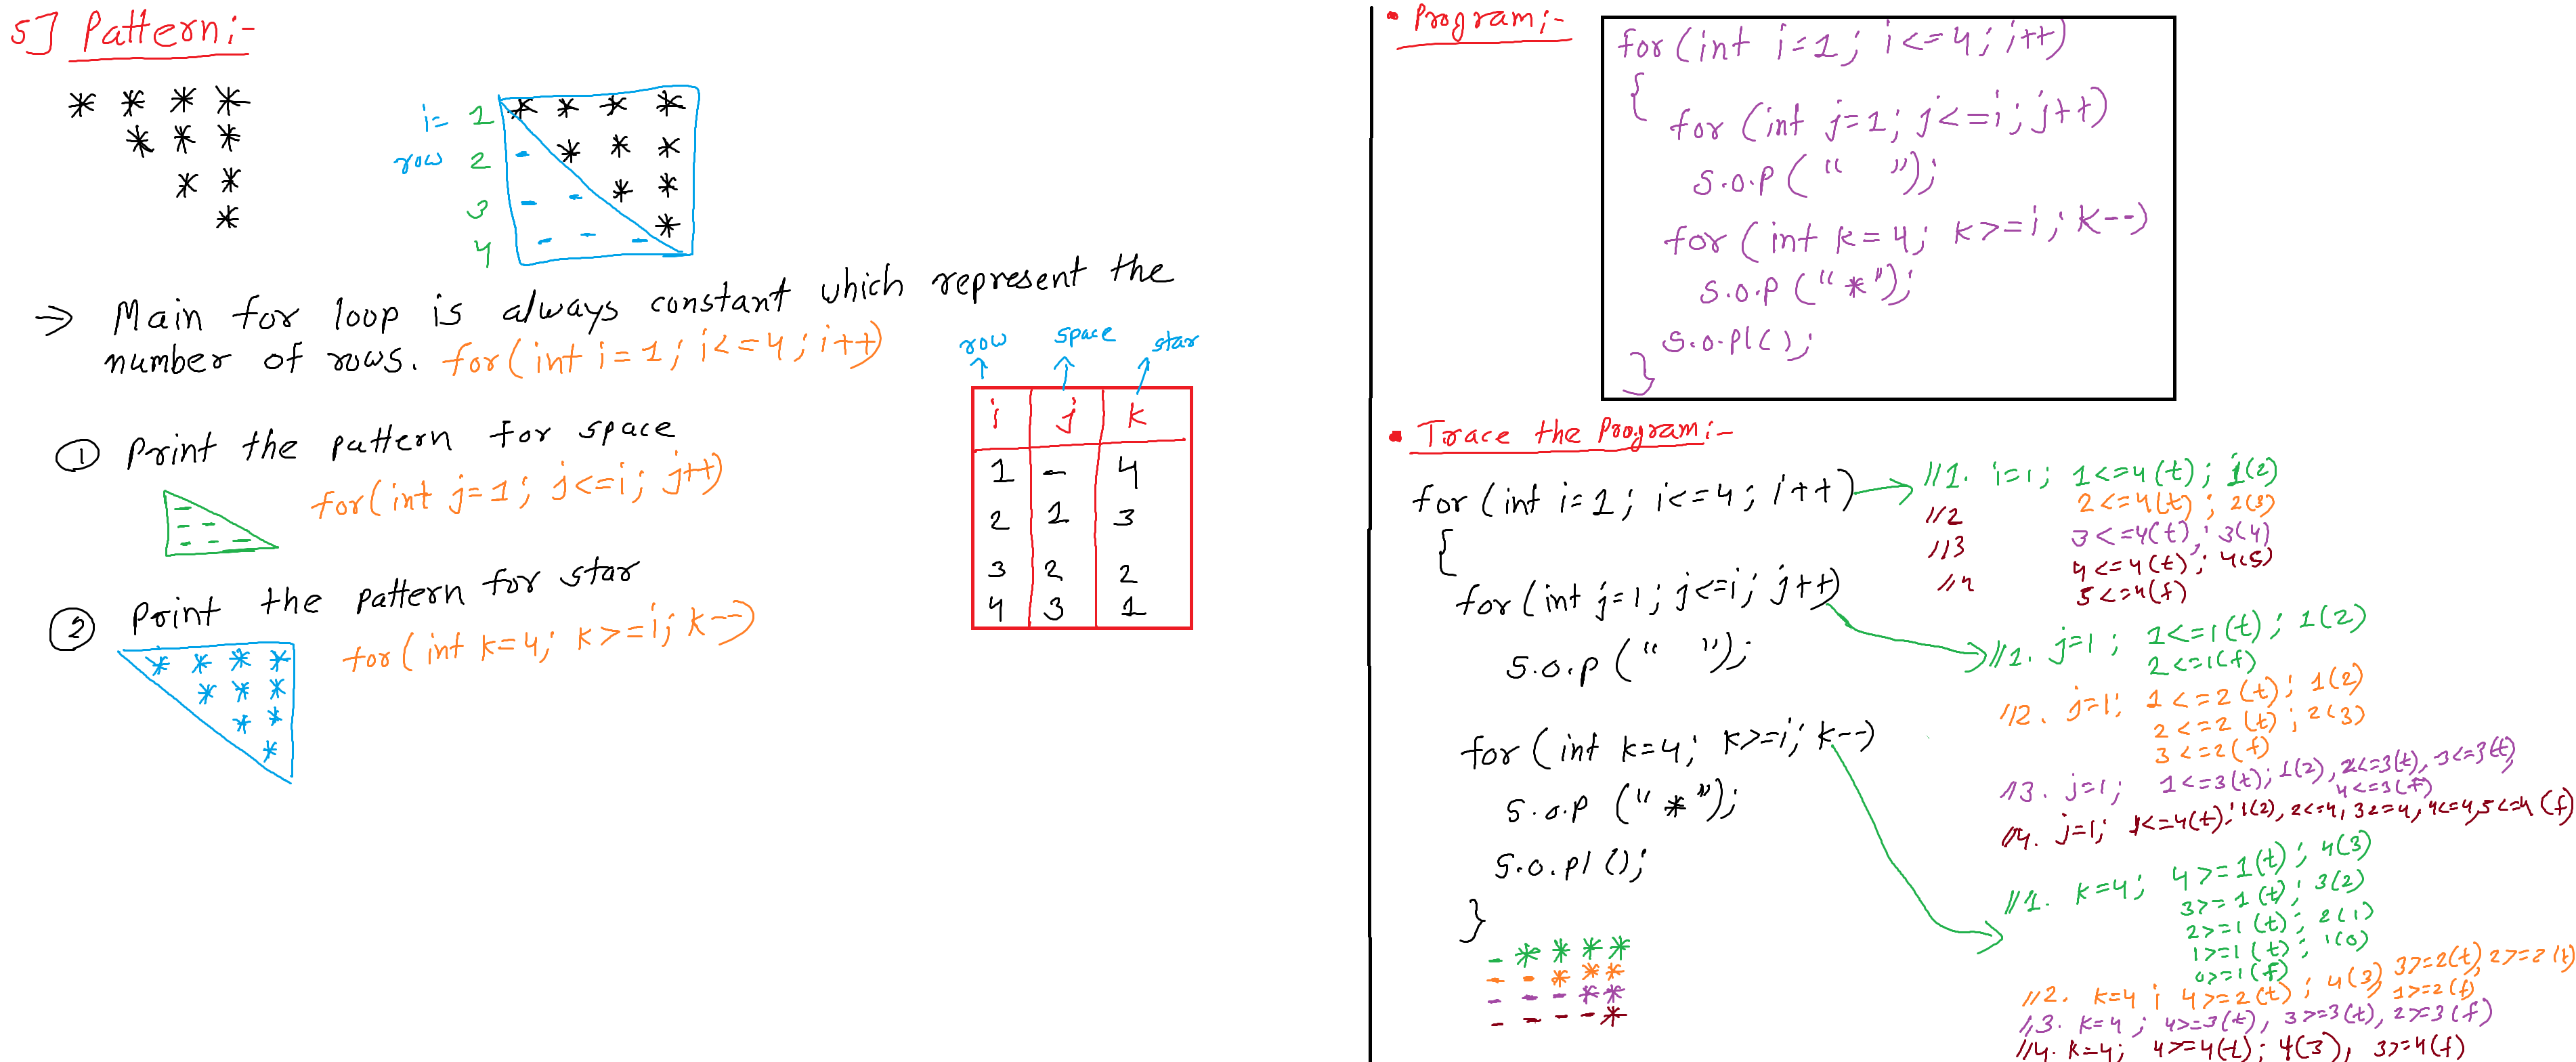 5] Pattern:-
* * * *
* * *
* *
*
i= 1 * * * *
row 2 - * * *
3 - - * *
4 - - - *
→ Main for loop is always constant which represent the
number of rows. for(int i=1; i<=4; i++)
① Print the pattern for space
for(int j=1; j<=i; j++)
- -
- -
- - -
② Print the pattern for star
for(int k=4; k>=i; k--)
* * * *
* * *
* *
*
row space star
i j k
1 - 4
2 1 3
3 2 2
4 3 1
• Program:-
for(int i=1; i<=4; i++)
{
for(int j=1; j<=i; j++)
S.o.p(" ");
for(int k=4; k>=i; k--)
S.o.p("*");
S.o.pl();
}
• Trace the Program:-
for(int i=1; i<=4; i++)
{
for(int j=1; j<=i; j++)
S.o.p(" ");
for(int k=4; k>=i; k--)
S.o.p("*");
S.o.pl();
}
- * * * *
- - * * *
- - - * *
- - - - *
//1. i=1; 1<=4(t); 1(2)
//2 2<=4(t); 2(3)
//3 3<=4(t); 3(4)
//4 4<=4(t); 4(5)
5<=4(f)
//1. j=1; 1<=1(t); 1(2)
2<=1(f)
//2. j=1; 1<=2(t); 1(2)
2<=2(t); 2(3)
3<=2(f)
//3. j=1; 1<=3(t); 1(2), 2<=3(t), 3<=3(t)
4<=3(f)
//4. j=1; 1<=4(t); 1(2), 2<=4, 3<=4, 4<=4, 5<=4(f)
//1. k=4; 4>=1(t); 4(3)
3>=1(t); 3(2)
2>=1(t); 2(1)
1>=1(t); 1(0)
0>=1(f)
//2. k=4; 4>=2(t); 4(3) 3>=2(t), 2>=2(t)
1>=2(f)
//3. k=4; 4>=3(t), 3>=3(t), 2>=3(f)
//4. k=4; 4>=4(t); 4(3), 3>=4(f)